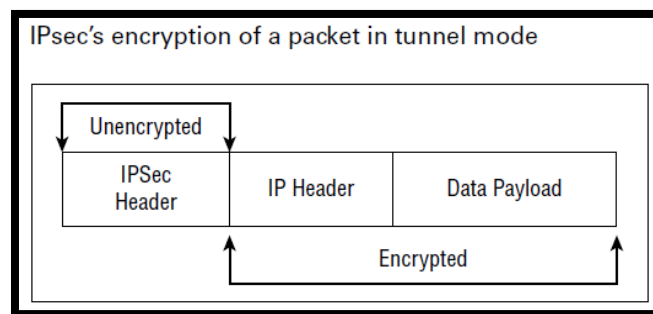 IPsec's encryption of a packet in tunnel mode
Unencrypted
IPSec
Header
IP Header
Data Payload
Encrypted